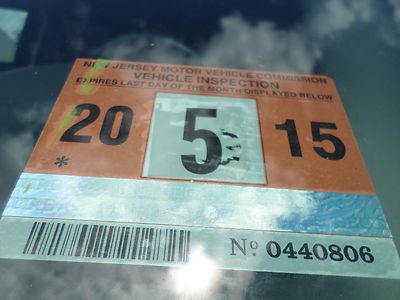 NEW JERSEY MOTOR VEHICLE COMMISSION
VEHICLE INSPECTION
EXPIRES LAST DAY OF THE MONTH DISPLAYED BELOW
20 5 15
*
Nº 0440806